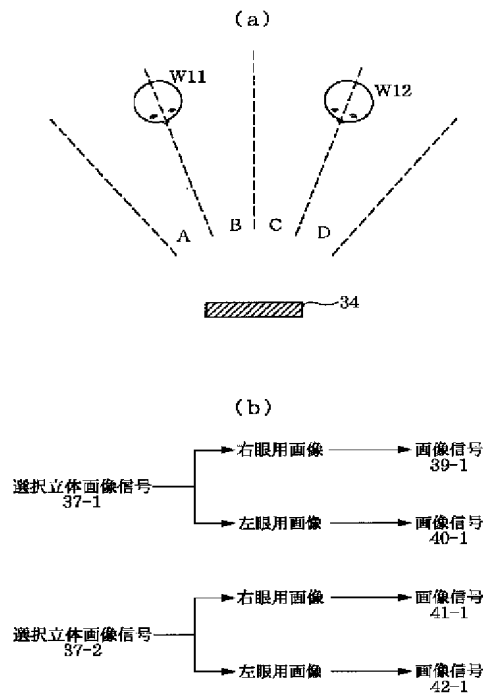 (a)
W11
W12
A
B
C
D
34
(b)
右眼用画像
画像信号
39-1
選択立体画像信号
37-1
左眼用画像
画像信号
40-1
右眼用画像
画像信号
41-1
選択立体画像信号
37-2
左眼用画像
画像信号
42-1